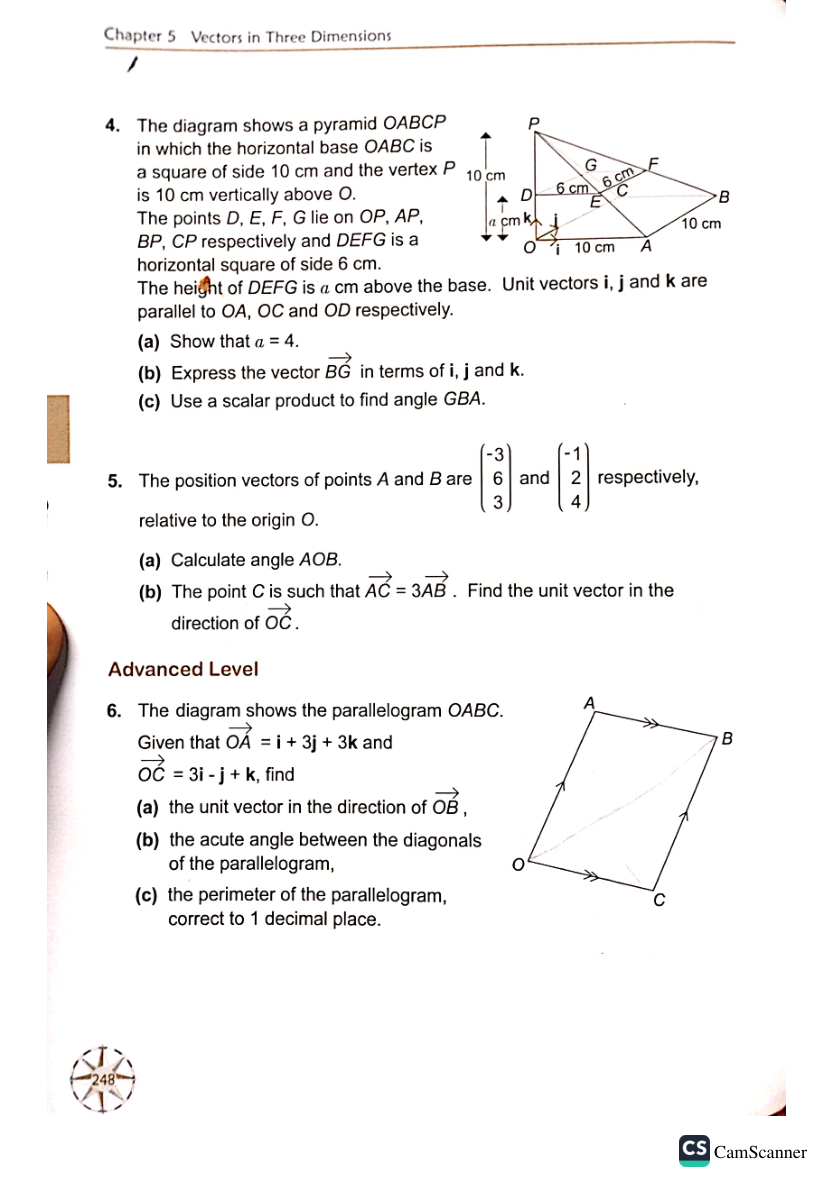 Chapter 5 Vectors in Three Dimensions
4. The diagram shows a pyramid OABCP
in which the horizontal base OABC is
a square of side 10 cm and the vertex P
is 10 cm vertically above O.
The points D, E, F, G lie on OP, AP,
BP, CP respectively and DEFG is a
horizontal square of side 6 cm.
The height of DEFG is a cm above the base. Unit vectors i, j and k are
parallel to OA, OC and OD respectively.
P
G
F
10 cm
6 cm
6 cm
D
E
C
B
a cm
k
j
10 cm
O
i
10 cm
A
(a) Show that a = 4.
(b) Express the vector BG in terms of i, j and k.
(c) Use a scalar product to find angle GBA.
5. The position vectors of points A and B are (-3 6 3) and (-1 2 4) respectively,
relative to the origin O.
(a) Calculate angle AOB.
(b) The point C is such that AC = 3AB . Find the unit vector in the
direction of OC .
Advanced Level
6. The diagram shows the parallelogram OABC.
Given that OA = i + 3j + 3k and
OC = 3i - j + k, find
(a) the unit vector in the direction of OB ,
(b) the acute angle between the diagonals
of the parallelogram,
(c) the perimeter of the parallelogram,
correct to 1 decimal place.
A
B
O
C
248
CS CamScanner